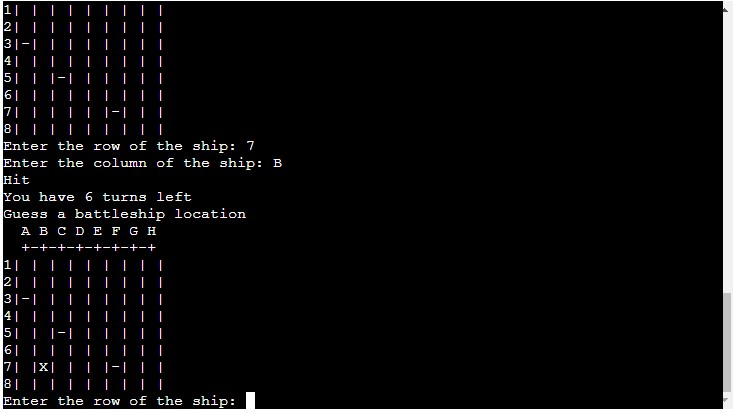 1| | | | | | | | |
2| | | | | | | | |
3|-| | | | | | | |
4| | | | | | | | |
5| | |-| | | | | |
6| | | | | | | | |
7| | | | | |-| | |
8| | | | | | | | |
Enter the row of the ship: 7
Enter the column of the ship: B
Hit
You have 6 turns left
Guess a battleship location
  A B C D E F G H
  +-+-+-+-+-+-+-+
1| | | | | | | | |
2| | | | | | | | |
3|-| | | | | | | |
4| | | | | | | | |
5| | |-| | | | | |
6| | | | | | | | |
7| |X| | | |-| | |
8| | | | | | | | |
Enter the row of the ship: